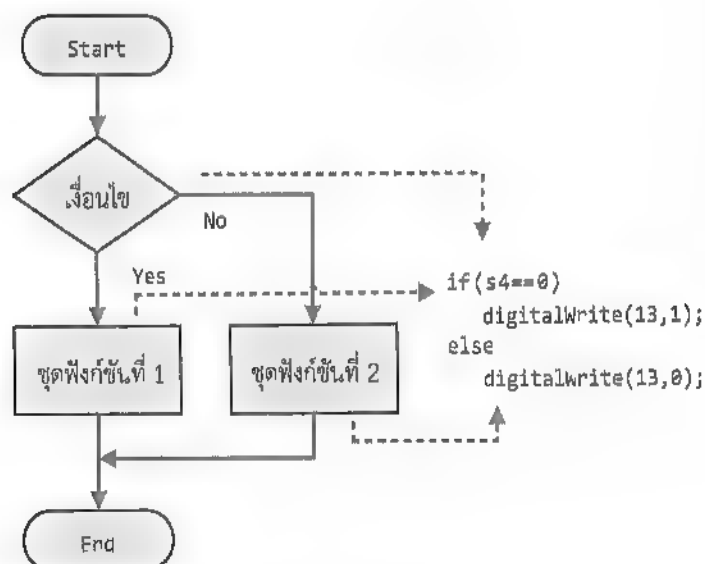 Start
เงื่อนไข
No
Yes
if(s4==0)
digitalWrite(13,1);
else
digitalWrite(13,0);
ชุดฟังก์ชันที่ 1
ชุดฟังก์ชันที่ 2
End